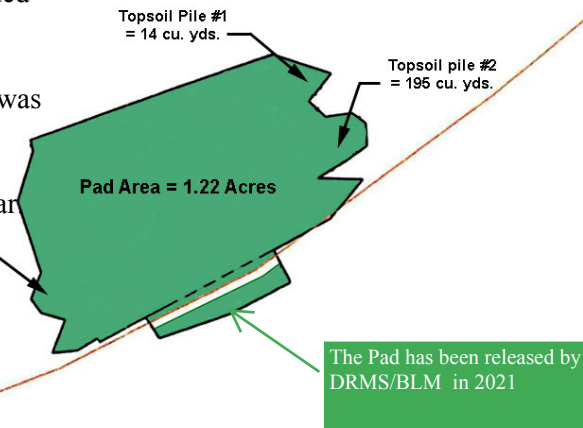 Topsoil Pile #1
= 14 cu. yds.
Topsoil pile #2
= 195 cu. yds.
was
Pad Area = 1.22 Acres
The Pad has been released by
DRMS/BLM in 2021